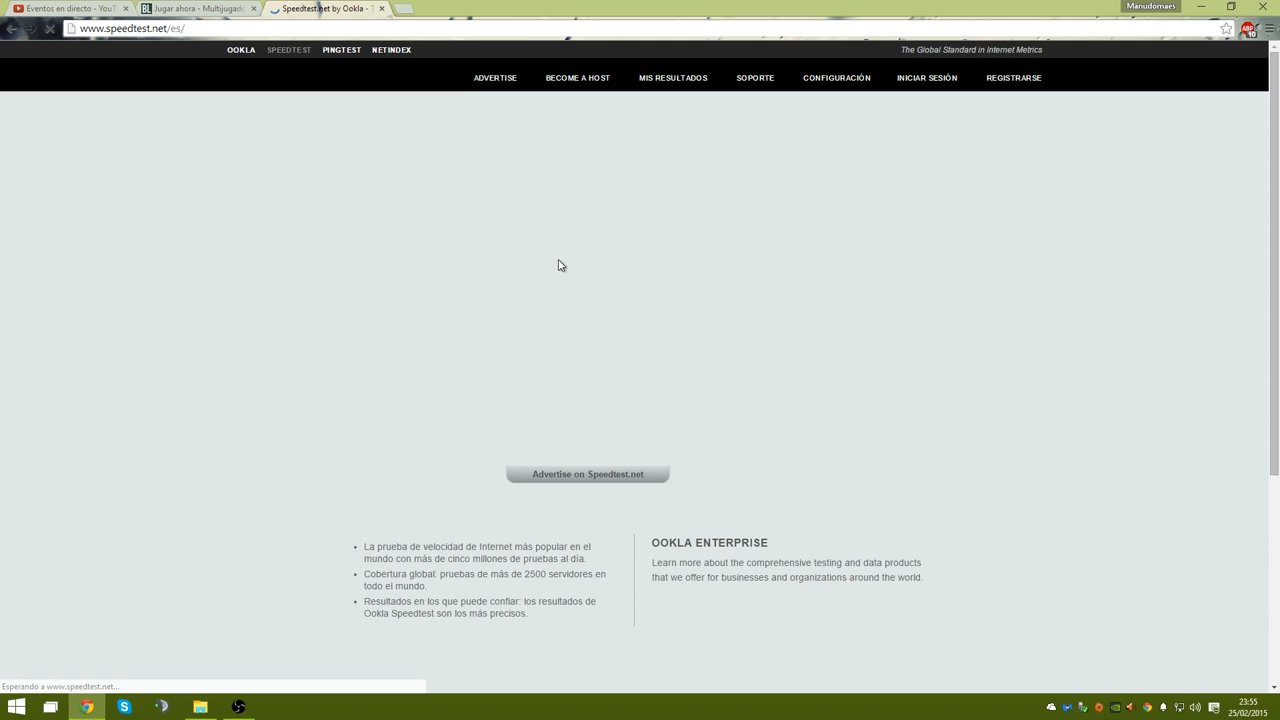 Eventos en directo - YouT
Jugar ahora - Multijugado
Speedtest.net by Ookla - T
Manudomaes
www.speedtest.net/es/
ABP
10
OOKLA SPEEDTEST PINGTEST NETINDEX
The Global Standard in Internet Metrics
ADVERTISE BECOME A HOST MIS RESULTADOS SOPORTE CONFIGURACIÓN INICIAR SESIÓN REGISTRARSE
Advertise on Speedtest.net
La prueba de velocidad de Internet más popular en el
mundo con más de cinco millones de pruebas al día.
Cobertura global: pruebas de más de 2500 servidores en
todo el mundo.
Resultados en los que puede confiar: los resultados de
Ookla Speedtest son los más precisos.
OOKLA ENTERPRISE
Learn more about the comprehensive testing and data products
that we offer for businesses and organizations around the world.
Esperando a www.speedtest.net...
23:55
25/02/2015